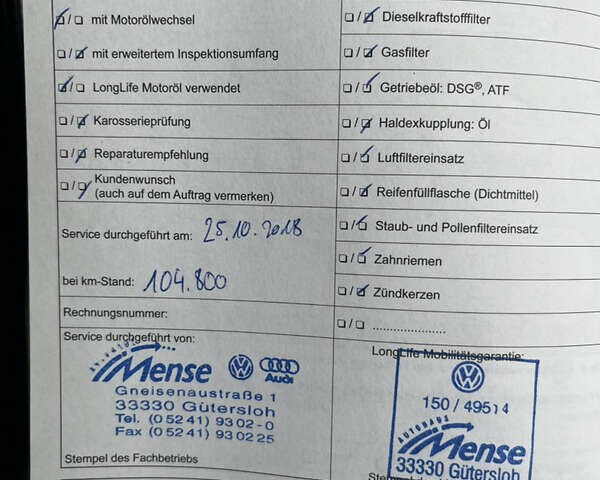 mit Motorölwechsel
mit erweitertem Inspektionsumfang
LongLife Motoröl verwendet
Karosserieprüfung
Reparaturempfehlung
Kundenwunsch
(auch auf dem Auftrag vermerken)
Service durchgeführt am: 25.10.2018
bei km-Stand: 104.800
Rechnungsnummer:
Service durchgeführt von:
Mense
Audi
Gneisenaustraße 1
33330 Gütersloh
Tel. (05241) 9302-0
Fax (05241) 930225
Stempel des Fachbetriebs
Dieselkraftstofffilter
Gasfilter
Getriebeöl: DSG®, ATF
Haldexkupplung: Öl
Luftfiltereinsatz
Reifenfüllflasche (Dichtmittel)
Staub- und Pollenfiltereinsatz
Zahnriemen
Zündkerzen
......................
LongLife Mobilitätsgarantie:
150 / 49514
AUTOHAUS
Mense
33330 Gütersloh